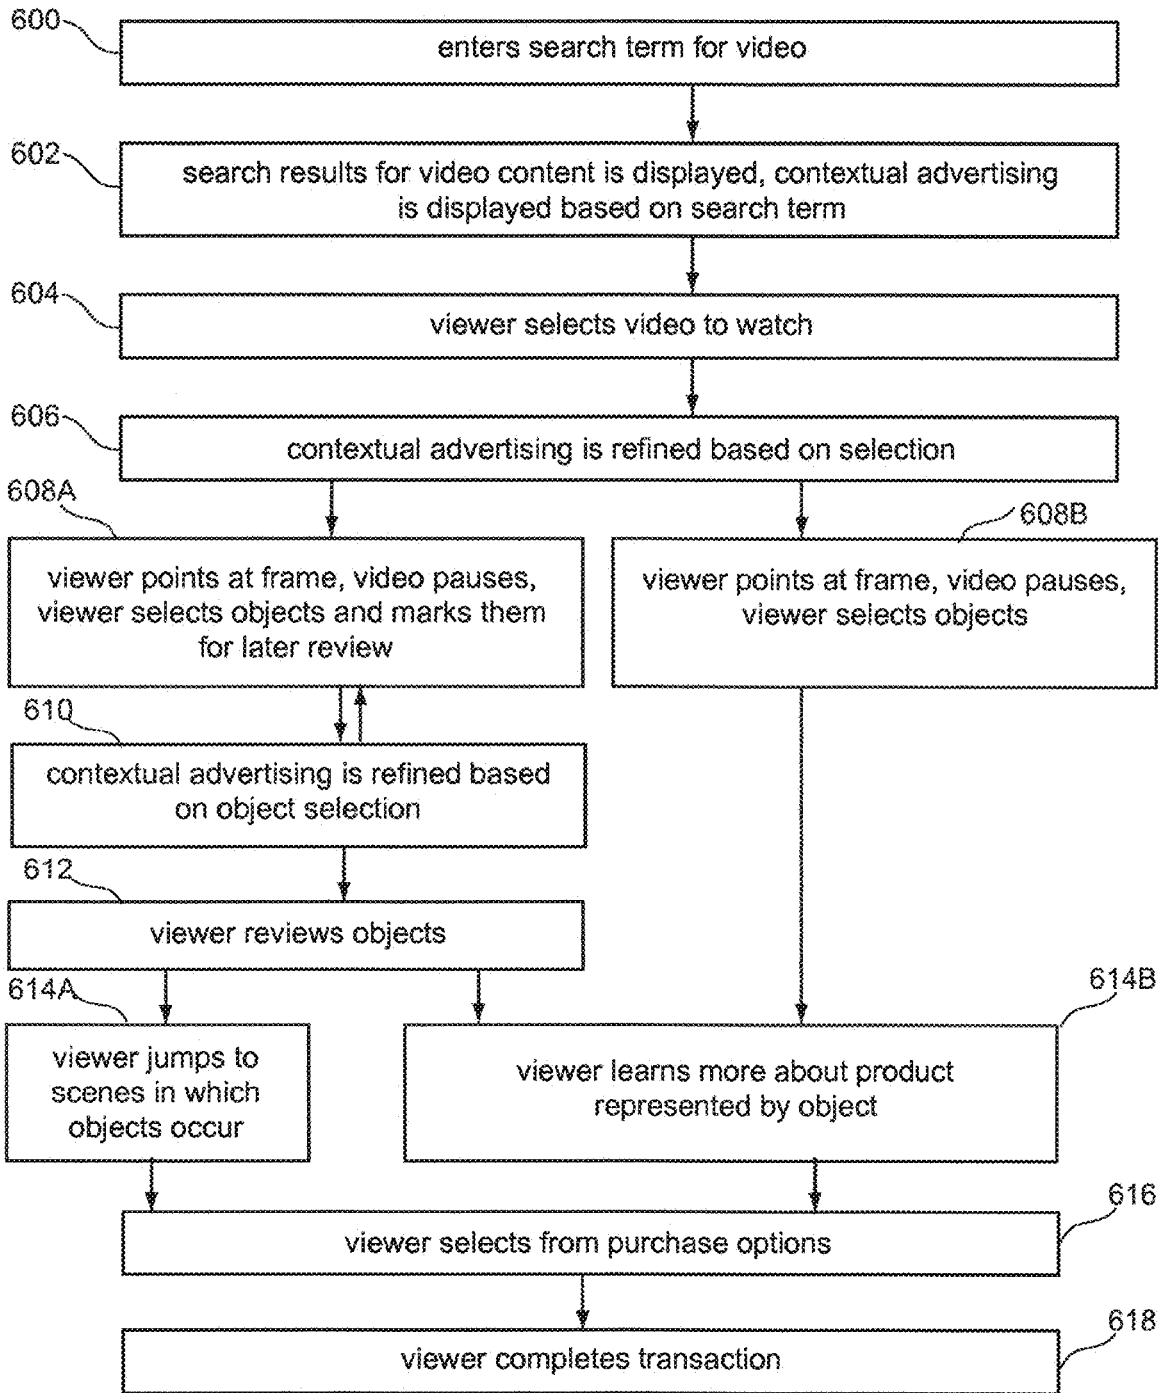 600
enters search term for video
602
search results for video content is displayed, contextual advertising
is displayed based on search term
604
viewer selects video to watch
606
contextual advertising is refined based on selection
608A
viewer points at frame, video pauses,
viewer selects objects and marks them
for later review
608B
viewer points at frame, video pauses,
viewer selects objects
610
contextual advertising is refined based
on object selection
612
viewer reviews objects
614A
viewer jumps to
scenes in which
objects occur
614B
viewer learns more about product
represented by object
616
viewer selects from purchase options
618
viewer completes transaction